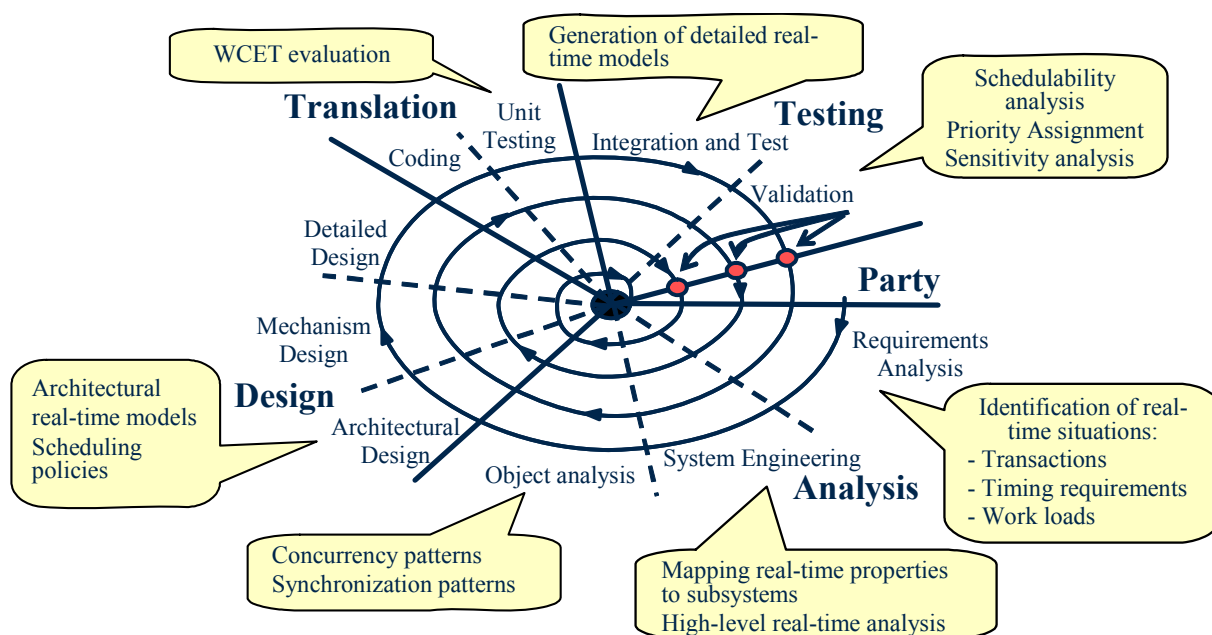 WCET evaluation
Generation of detailed real-
time models
Schedulability
analysis
Priority Assignment
Sensitivity analysis
Translation
Unit
Testing
Testing
Coding
Integration and Test
Validation
Detailed
Design
Party
Mechanism
Design
Requirements
Analysis
Design
Architectural
real-time models
Scheduling
policies
Architectural
Design
Object analysis
System Engineering
Analysis
Identification of real-
time situations:
- Transactions
- Timing requirements
- Work loads
Concurrency patterns
Synchronization patterns
Mapping real-time properties
to subsystems
High-level real-time analysis